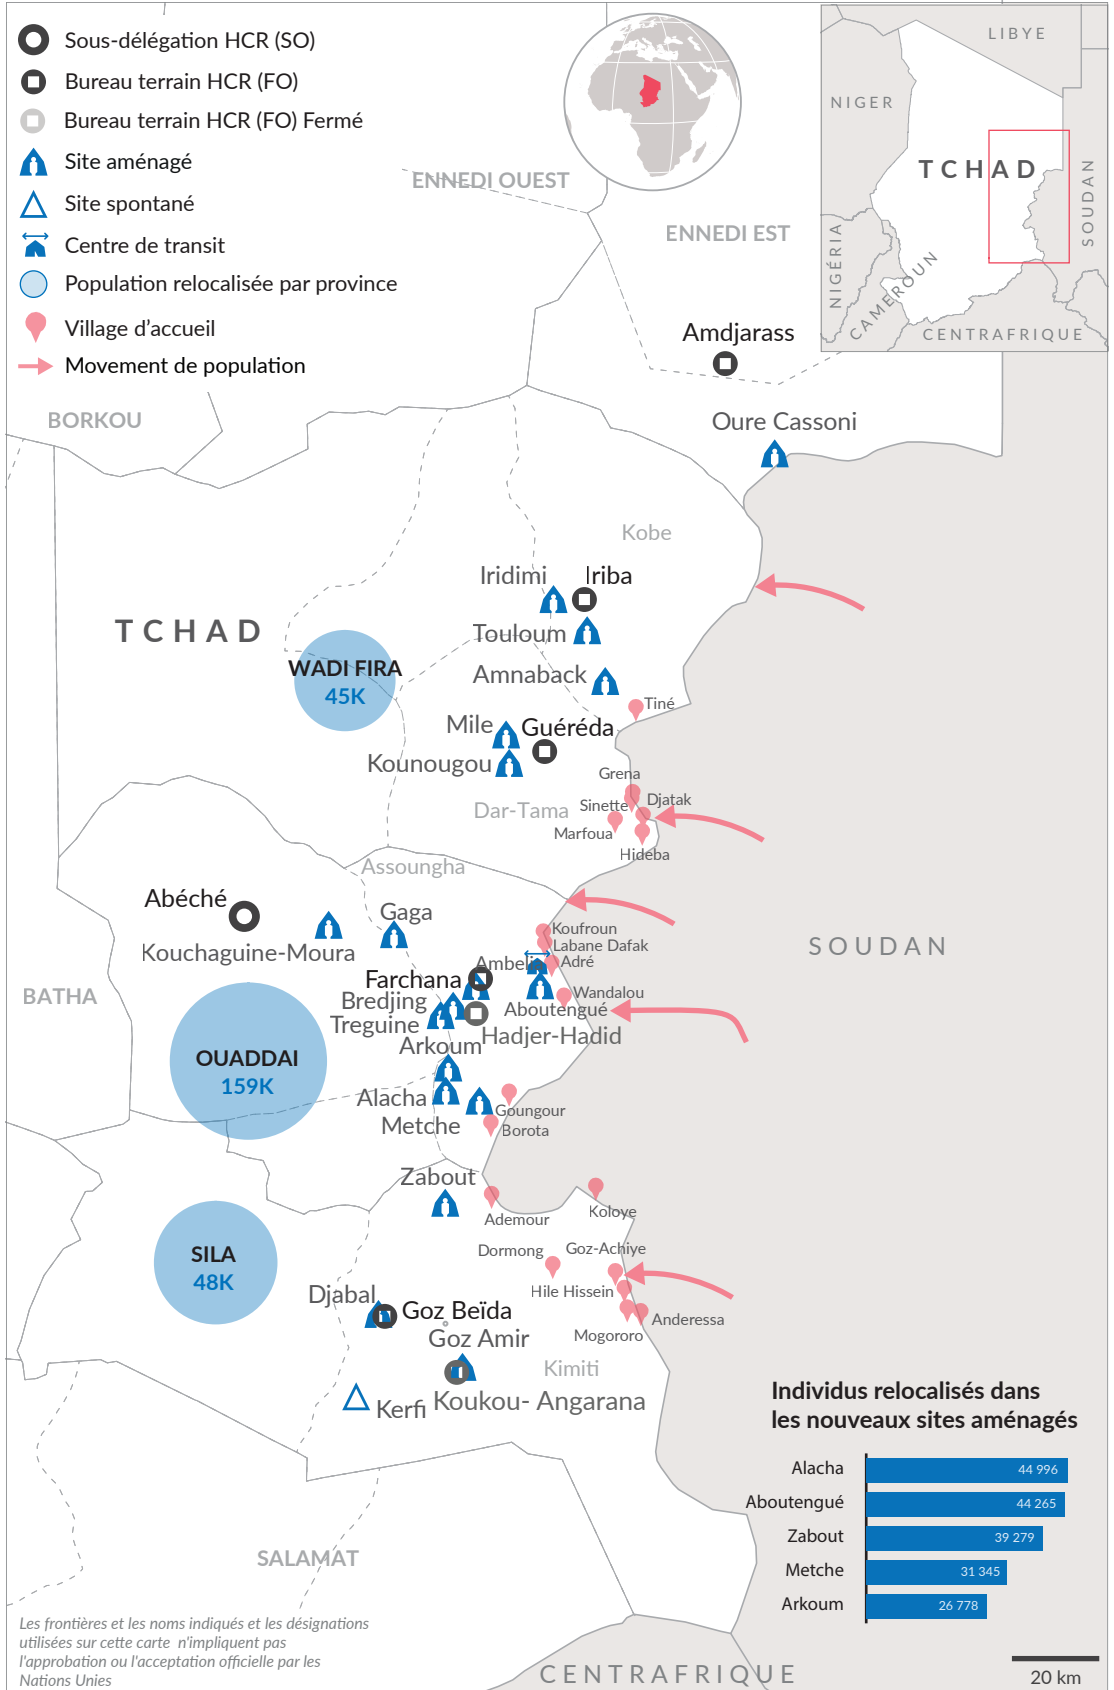 Sous-délégation HCR (SO)
Bureau terrain HCR (FO)
Bureau terrain HCR (FO) Fermé
Site aménagé
Site spontané
Centre de transit
Population relocalisée par province
Village d'accueil
Movement de population
LIBYE
NIGER
TCHAD
SOUDAN
NIGÉRIA
CAMEROUN
CENTRAFRIQUE
ENNEDI OUEST
ENNEDI EST
Amdjarass
BORKOU
Oure Cassoni
Kobe
Iridimi
Iriba
TCHAD
Touloum
WADI FIRA
45K
Amnaback
Tiné
Mile
Guéréda
Kounougou
Grena
Sinette
Djatak
Dar-Tama
Marfoua
Hideba
Assoungha
Abéché
Gaga
Kouchaguine-Moura
Koufroun
Labane Dafak
Adré
SOUDAN
Ambelia
Farchana
BATHA
Bredjing
Wandalou
Treguine
Aboutengué
Hadjer-Hadid
Arkoum
OUADDAI
159K
Alacha
Goungour
Metche
Borota
Zabout
Ademour
Koloye
SILA
48K
Dormong
Goz-Achiye
Hile Hissein
Djabal
Goz Beïda
Anderessa
Mogororo
Goz Amir
Kimiti
Kerfi
Koukou- Angarana
Individus relocalisés dans
les nouveaux sites aménagés
Alacha 44 996
Aboutengué 44 265
Zabout 39 279
Metche 31 345
Arkoum 26 778
SALAMAT
Les frontières et les noms indiqués et les désignations
utilisées sur cette carte n'impliquent pas
l'approbation ou l'acceptation officielle par les
Nations Unies
CENTRAFRIQUE
20 km